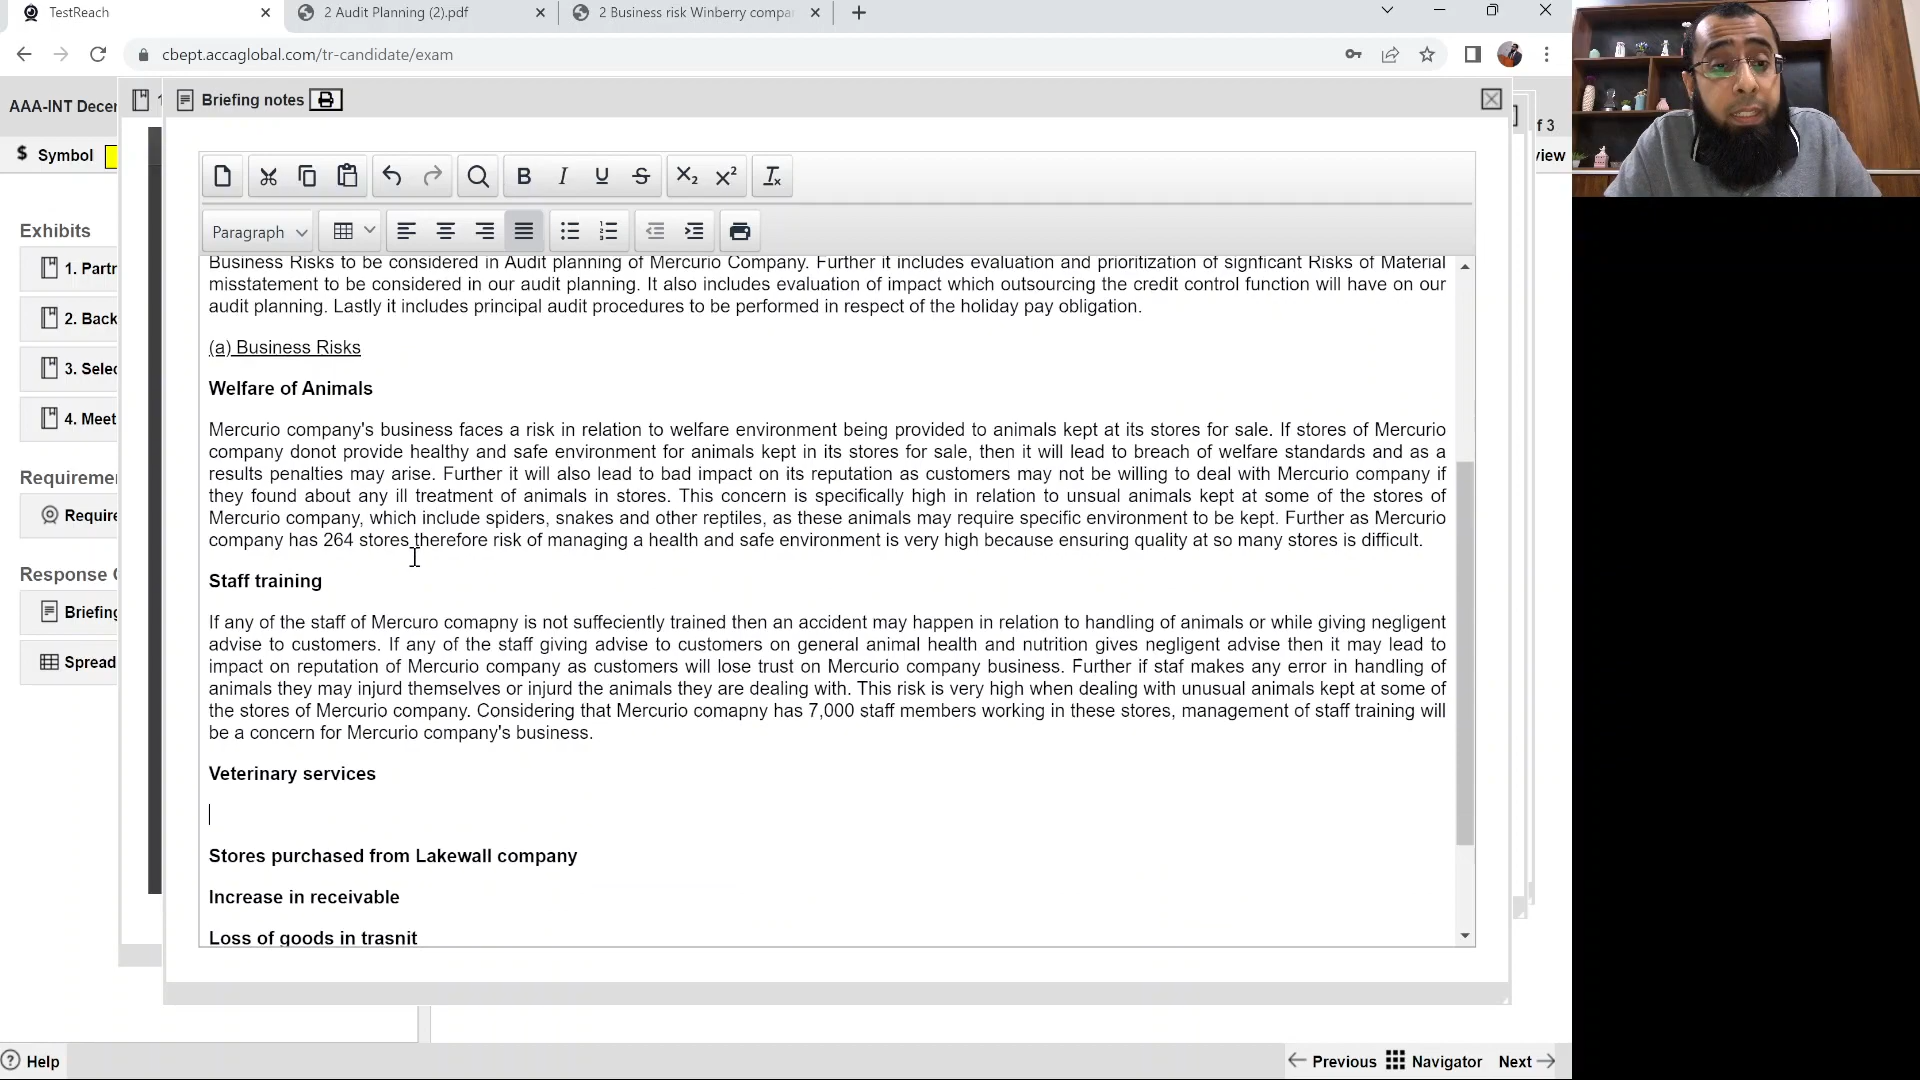 TestReach
2 Audit Planning (2).pdf
2 Business risk Winberry compar
cbept.accaglobal.com/tr-candidate/exam
AAA-INT Decer
Briefing notes
f 3
$ Symbol
view
Exhibits
1. Partr
2. Back
3. Selec
4. Meet
Requireme
Require
Response
Briefing
Spread
Paragraph
Business Risks to be considered in Audit planning of Mercurio Company. Further it includes evaluation and prioritization of signficant Risks of Material
misstatement to be considered in our audit planning. It also includes evaluation of impact which outsourcing the credit control function will have on our
audit planning. Lastly it includes principal audit procedures to be performed in respect of the holiday pay obligation.
(a) Business Risks
Welfare of Animals
Mercurio company's business faces a risk in relation to welfare environment being provided to animals kept at its stores for sale. If stores of Mercurio
company donot provide healthy and safe environment for animals kept in its stores for sale, then it will lead to breach of welfare standards and as a
results penalties may arise. Further it will also lead to bad impact on its reputation as customers may not be willing to deal with Mercurio company if
they found about any ill treatment of animals in stores. This concern is specifically high in relation to unsual animals kept at some of the stores of
Mercurio company, which include spiders, snakes and other reptiles, as these animals may require specific environment to be kept. Further as Mercurio
company has 264 stores therefore risk of managing a health and safe environment is very high because ensuring quality at so many stores is difficult.
Staff training
If any of the staff of Mercuro comapny is not suffeciently trained then an accident may happen in relation to handling of animals or while giving negligent
advise to customers. If any of the staff giving advise to customers on general animal health and nutrition gives negligent advise then it may lead to
impact on reputation of Mercurio company as customers will lose trust on Mercurio company business. Further if staf makes any error in handling of
animals they may injurd themselves or injurd the animals they are dealing with. This risk is very high when dealing with unusual animals kept at some of
the stores of Mercurio company. Considering that Mercurio comapny has 7,000 staff members working in these stores, management of staff training will
be a concern for Mercurio company's business.
Veterinary services
Stores purchased from Lakewall company
Increase in receivable
Loss of goods in trasnit
Help
Previous
Navigator
Next